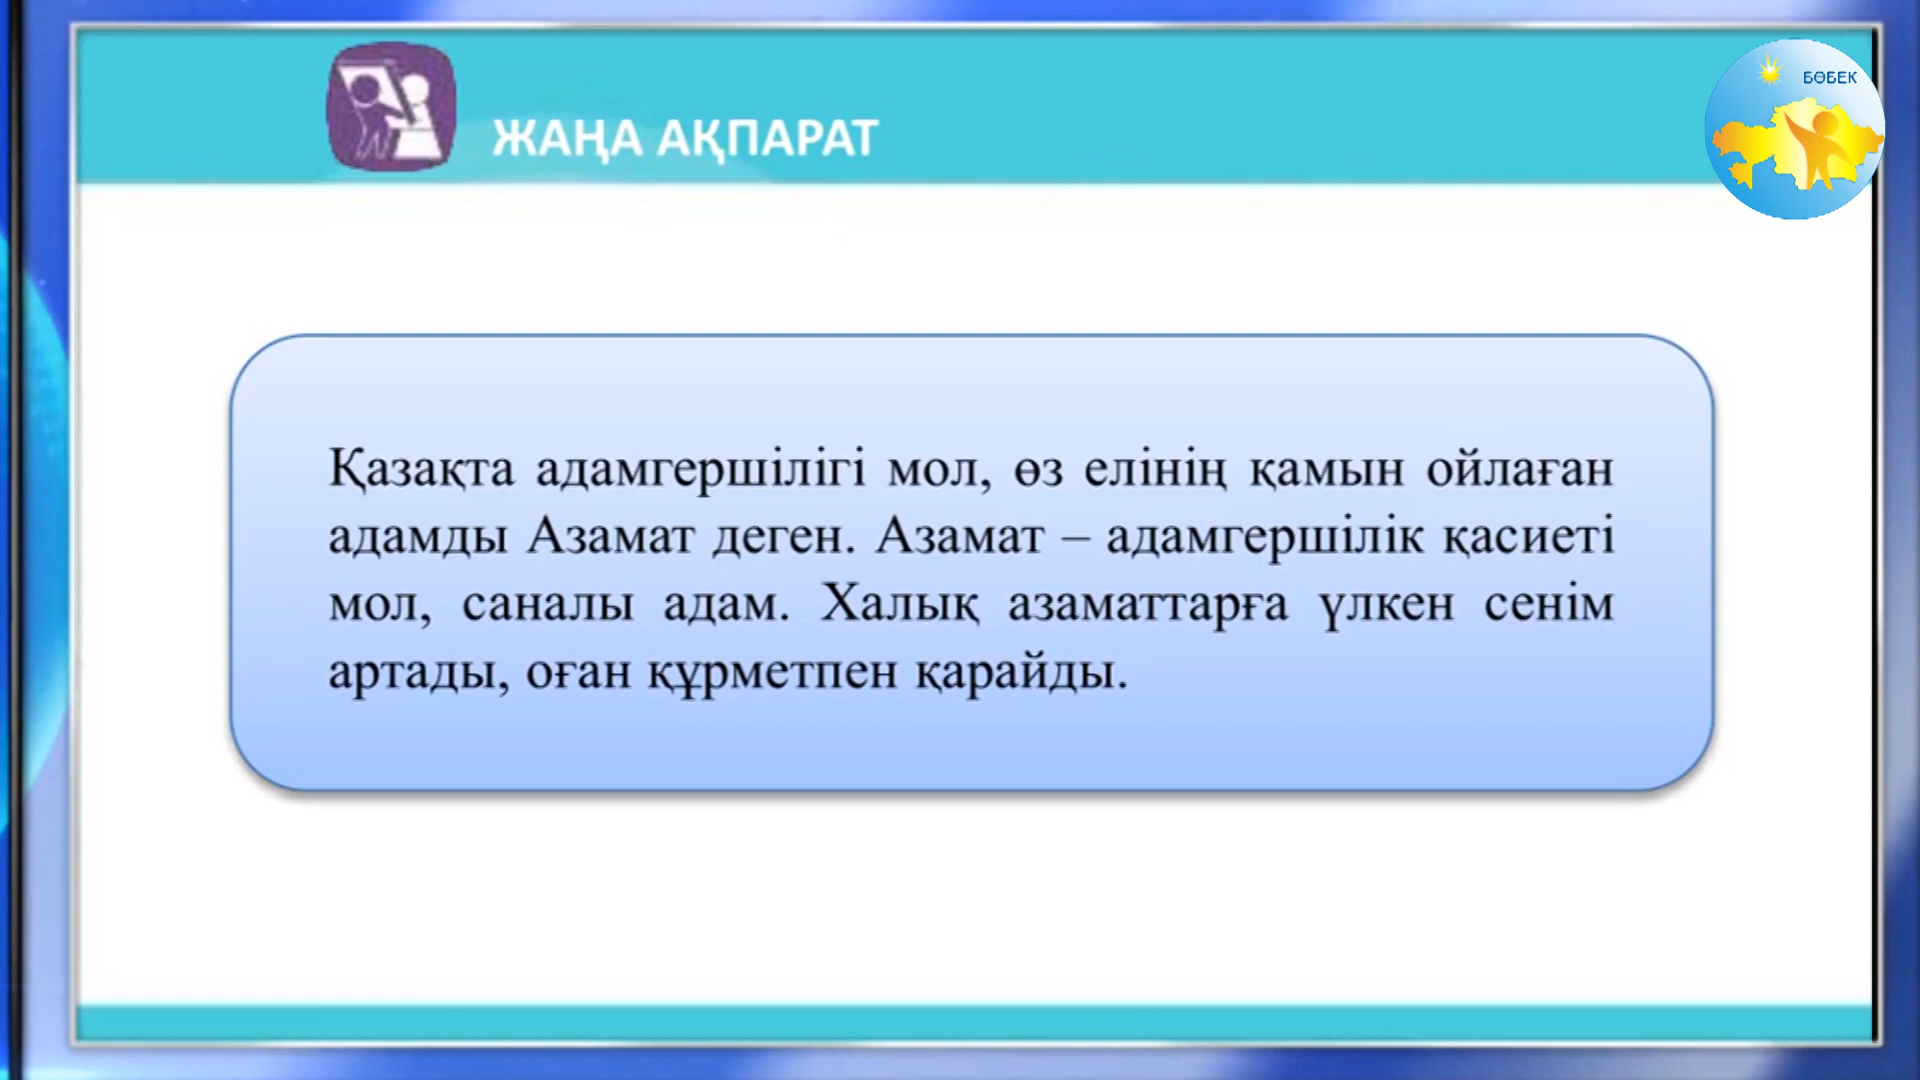 ЖАҢА АҚПАРАТ
БӨБЕК
Қазақта адамгершілігі мол, өз елінің қамын ойлаған
адамды Азамат деген. Азамат – адамгершілік қасиеті
мол, саналы адам. Халық азаматтарға үлкен сенім
артады, оған құрметпен қарайды.